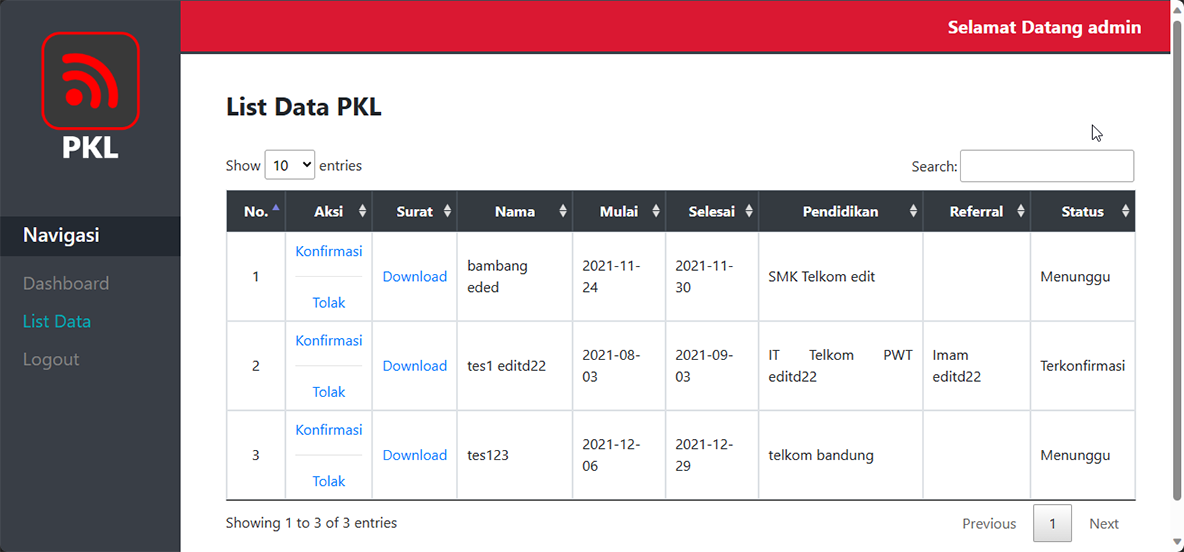 PKL
Selamat Datang admin
Navigasi
Dashboard
List Data
Logout
List Data PKL
Show 10 entries
Search:
No. Aksi Surat Nama Mulai Selesai Pendidikan Referral Status
1 Konfirmasi Tolak Download bambang eded 2021-11-24 2021-11-30 SMK Telkom edit Menunggu
2 Konfirmasi Tolak Download tes1 editd22 2021-08-03 2021-09-03 IT Telkom PWT editd22 Imam editd22 Terkonfirmasi
3 Konfirmasi Tolak Download tes123 2021-12-06 2021-12-29 telkom bandung Menunggu
Showing 1 to 3 of 3 entries
Previous 1 Next